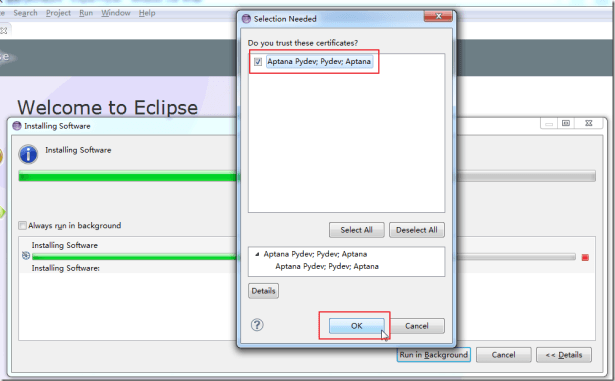 Search Project Run Window Help
Selection Needed
Do you trust these certificates?
Aptana Pydev; Pydev; Aptana
Welcome to Eclipse
Installing Software
Installing Software
Always run in background
Select All
Deselect All
Installing Software
Aptana Pydev; Pydev; Aptana
Aptana Pydev; Pydev; Aptana
Installing Software:
Details
?
OK
Cancel
Run in Background
Cancel
<< Details